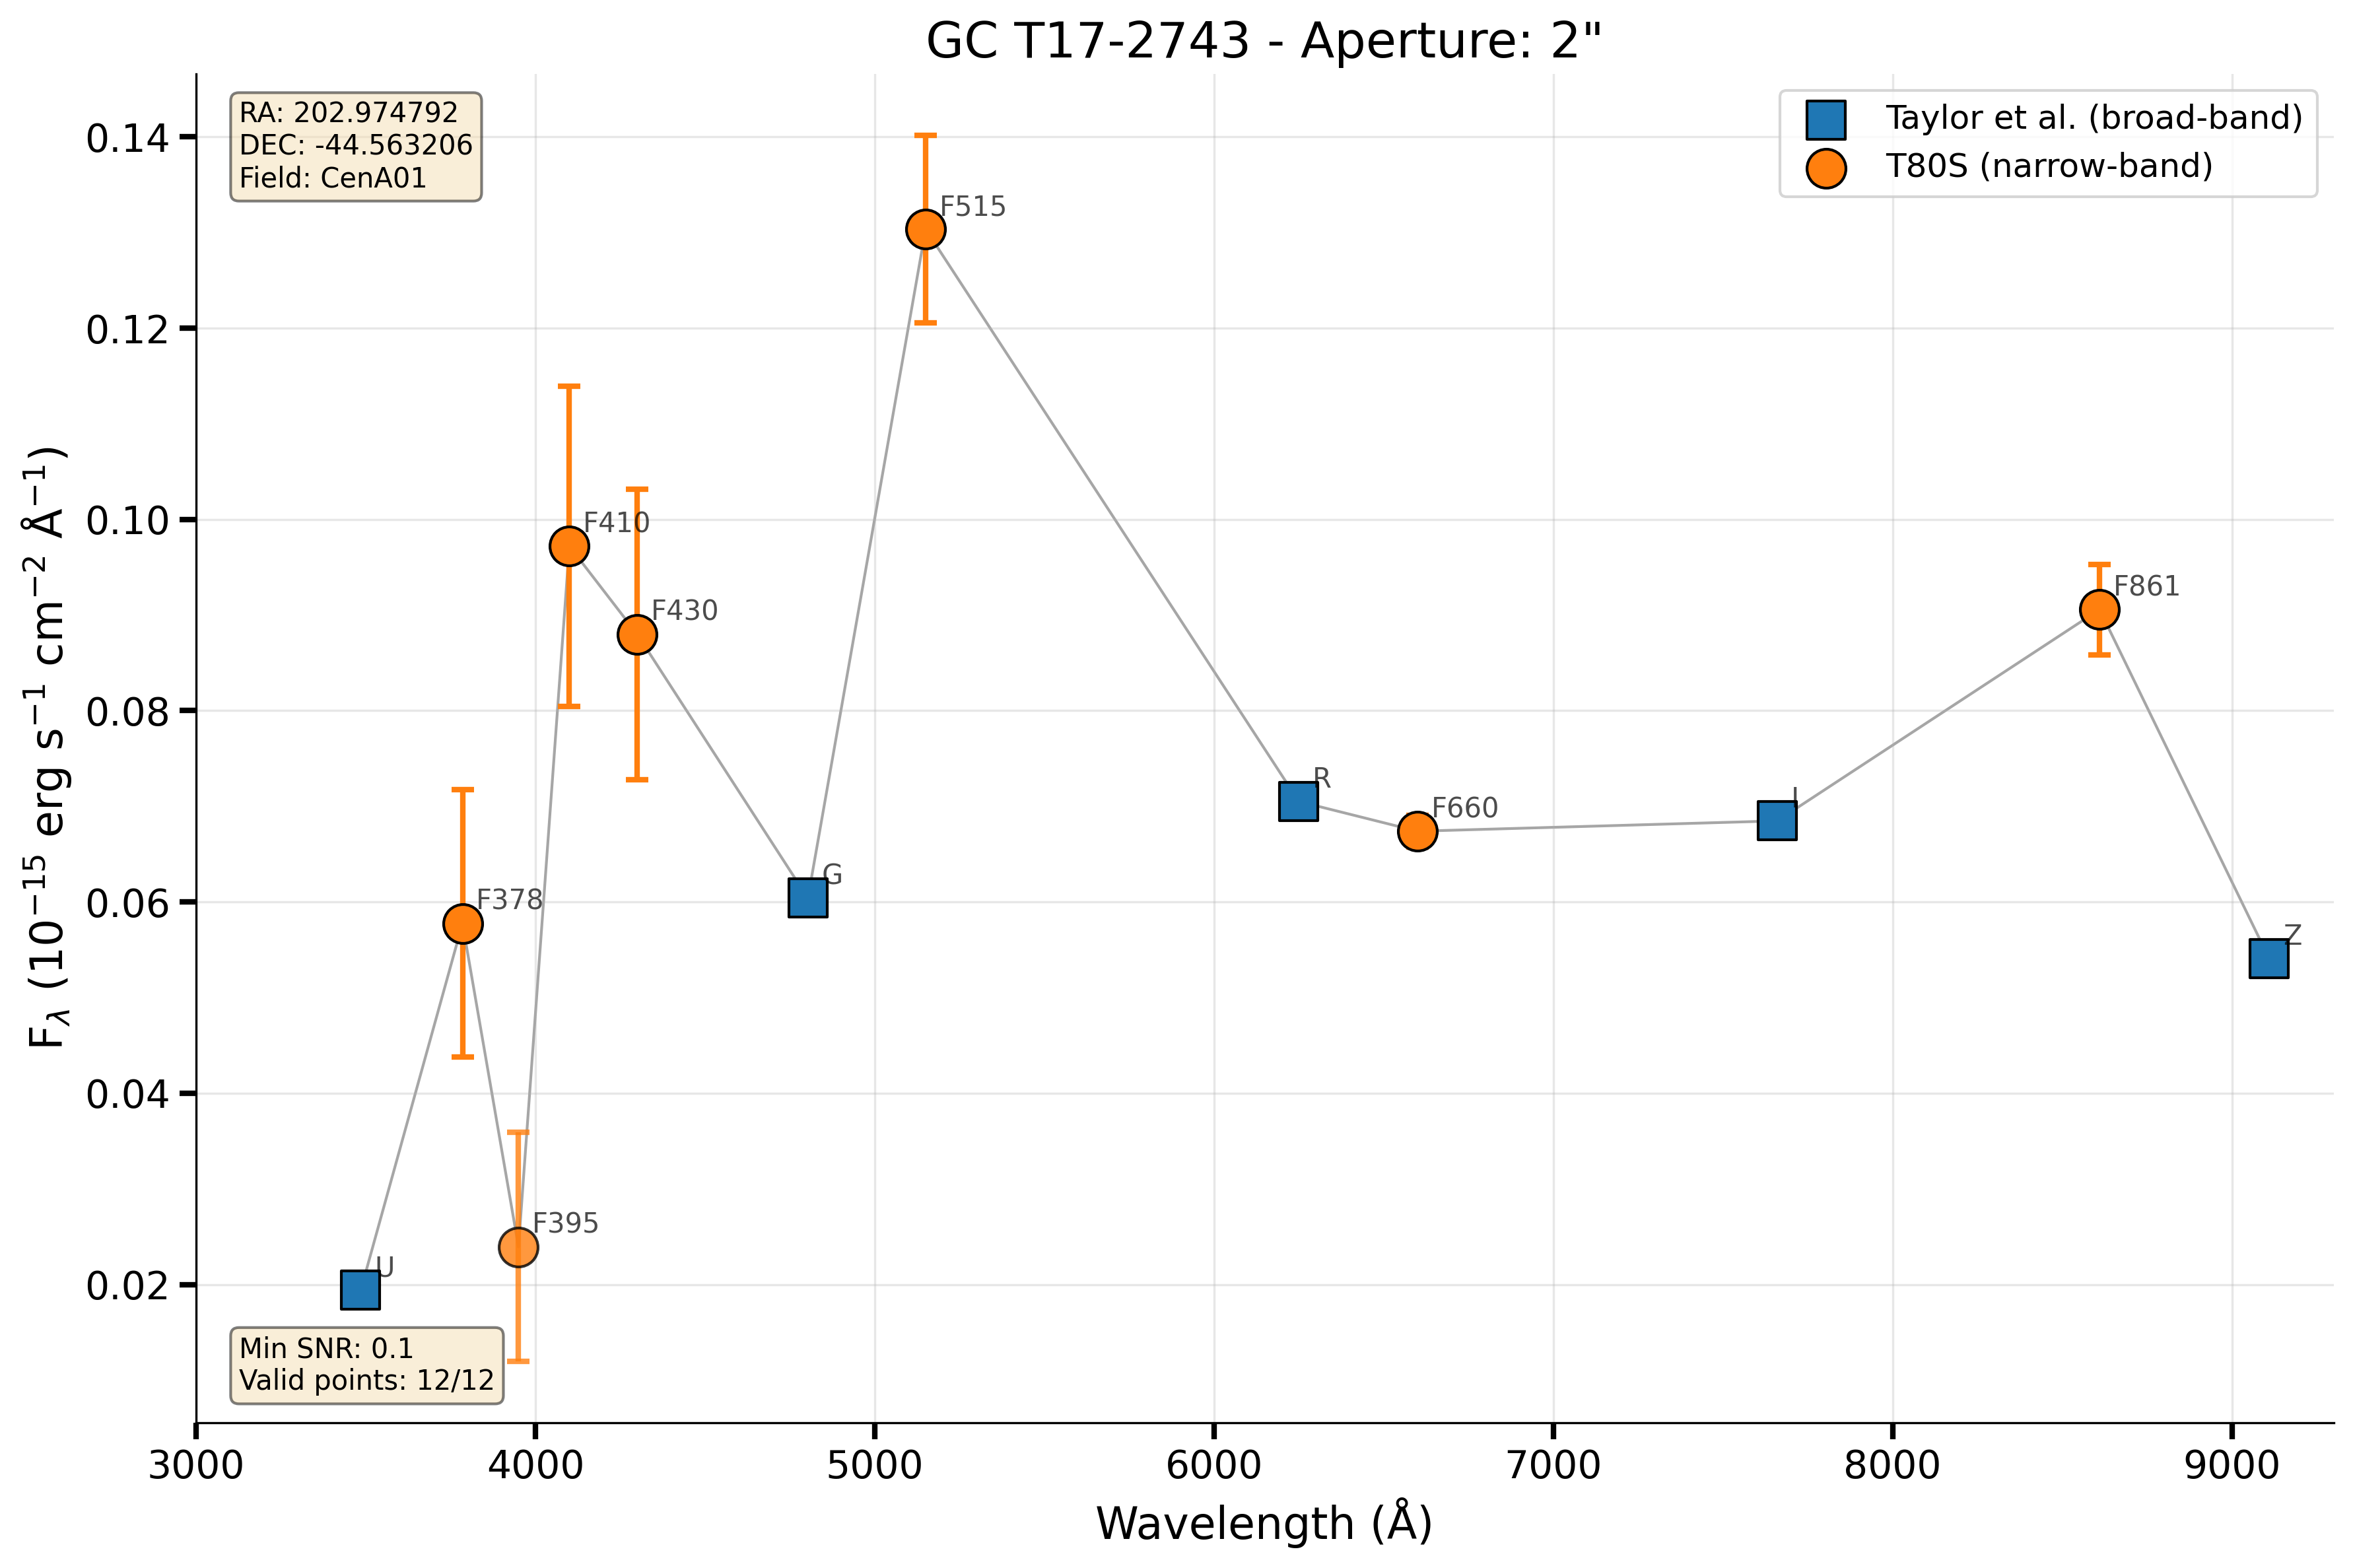 GC T17-2743 - Aperture: 2"
RA: 202.974792
DEC: -44.563206
Field: CenA01
Taylor et al. (broad-band)
T80S (narrow-band)
0.14
0.12
0.10
0.08
0.06
0.04
0.02
F515
F410
F430
F861
R
F660
I
G
F378
Z
F395
U
Min SNR: 0.1
Valid points: 12/12
3000 4000 5000 6000 7000 8000 9000
Wavelength (Å)
F_λ (10⁻¹⁵ erg s⁻¹ cm⁻² Å⁻¹)